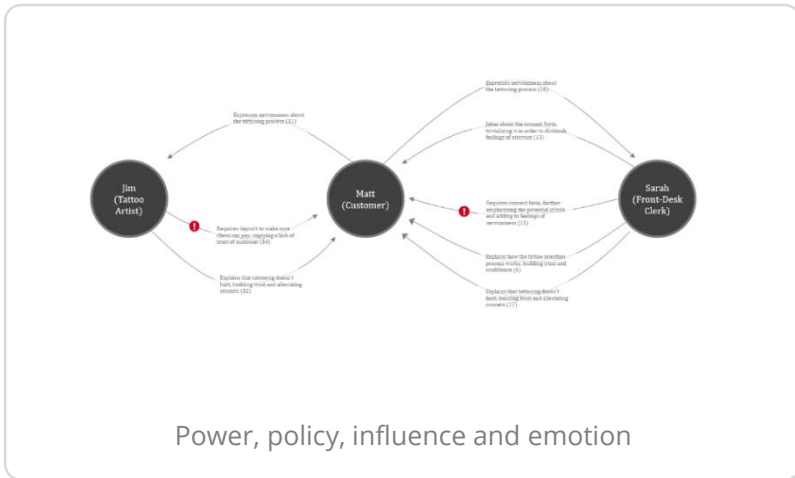 Expresses nervousness about
the tattooing process (16)
Expresses nervousness about
the tattooing process (31)
Jokes about the consent form,
trivializing it in order to diminish
feelings of mistrust (13)
Jim
(Tattoo
Artist)
Matt
(Customer)
Sarah
(Front-Desk
Clerk)
Requires consent form, further
emphasizing the potential of risk
and adding to feelings of
nervousness (13)
Requires deposit to make sure
client can pay, implying a lack of
trust of customer (34)
Explains how the tattoo selection
process works, building trust and
confidence (6)
Explains that tattooing doesn't
hurt, building trust and alleviating
concern (32)
Explains that tattooing doesn't
hurt, building trust and alleviating
concern (17)
Power, policy, influence and emotion